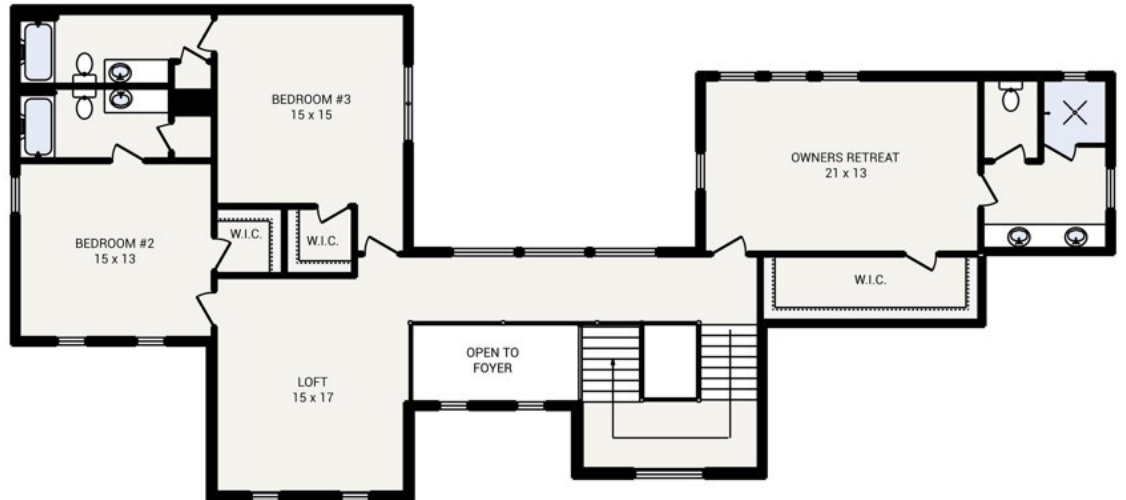 BEDROOM #3
15 x 15
OWNERS RETREAT
21 x 13
BEDROOM #2
15 x 13
W.I.C.
W.I.C.
W.I.C.
OPEN TO
FOYER
LOFT
15 x 17